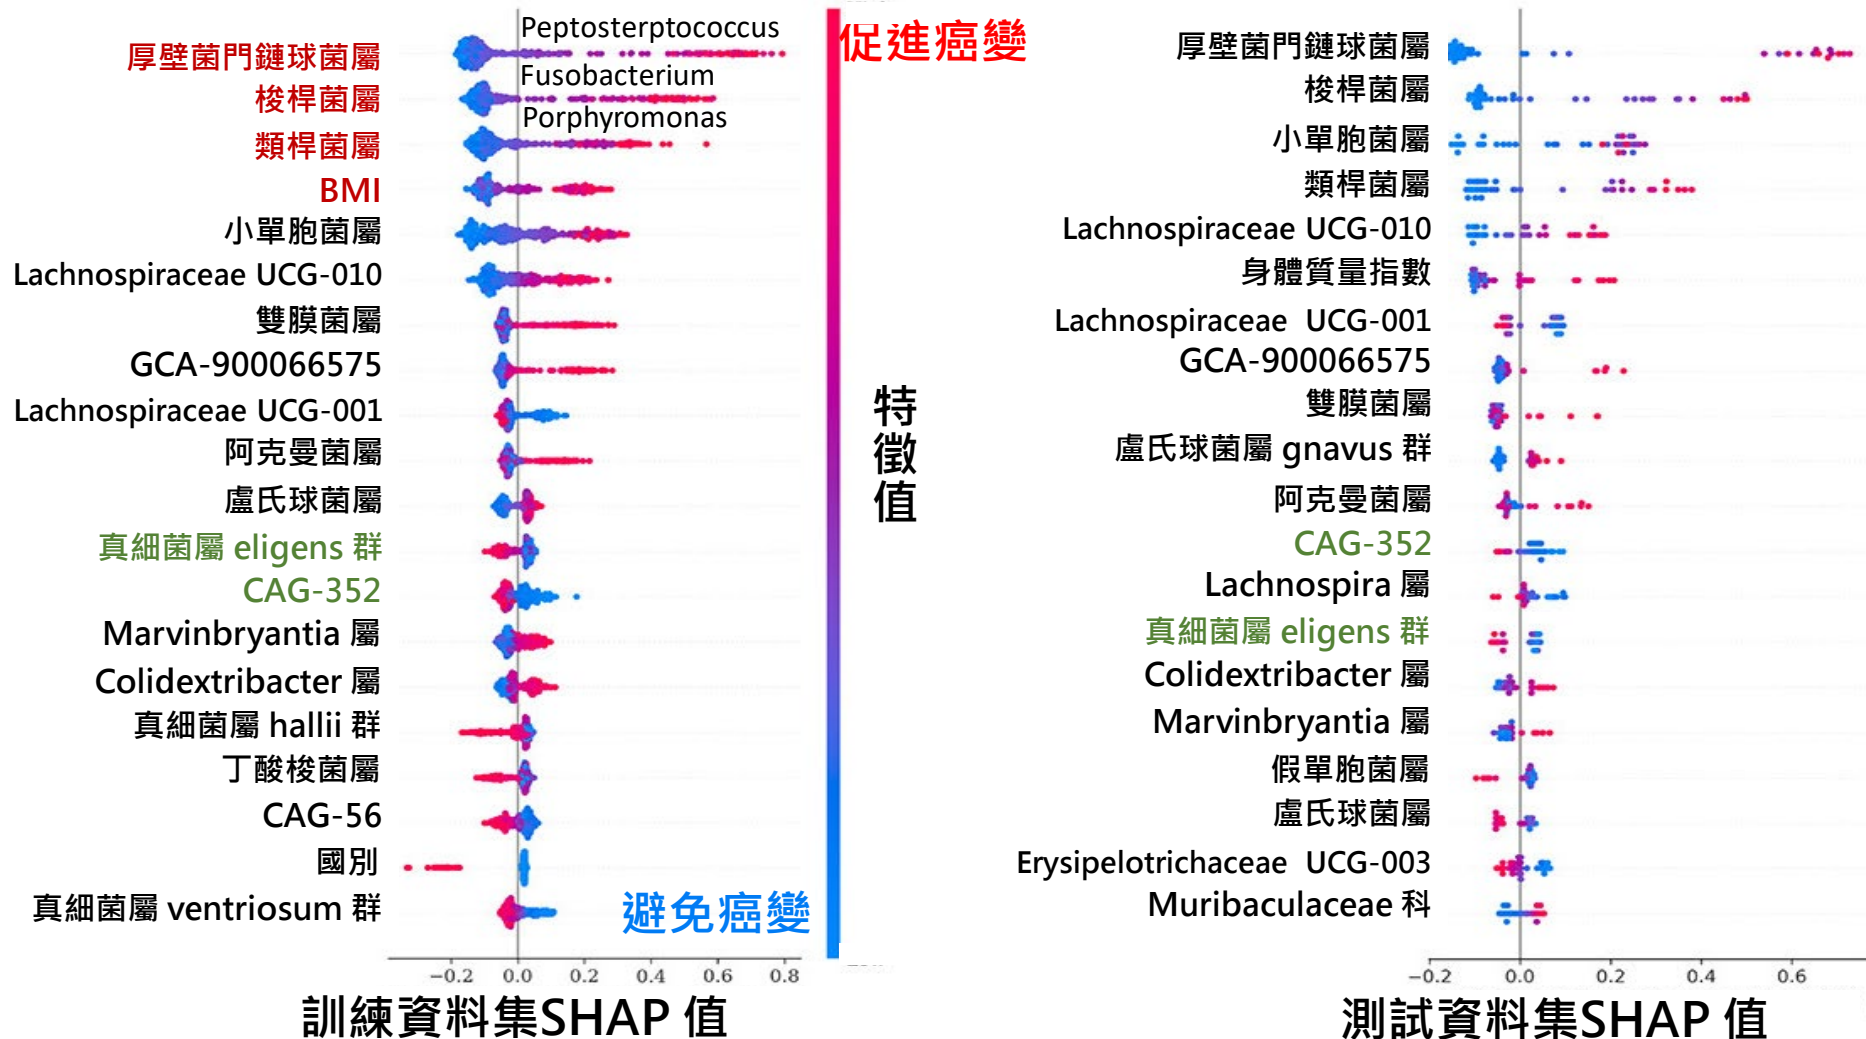 厚壁菌門鏈球菌屬
梭桿菌屬
類桿菌屬
BMI
小單胞菌屬
Lachnospiraceae UCG-010
雙膜菌屬
GCA-900066575
Lachnospiraceae UCG-001
阿克曼菌屬
盧氏球菌屬
真細菌屬 eligens 群
CAG-352
Marvinbryantia 屬
Colidextribacter 屬
真細菌屬 hallii 群
丁酸梭菌屬
CAG-56
國別
真細菌屬 ventriosum 群
Peptosterptococcus
Fusobacterium
Porphyromonas
−0.2 0.0 0.2 0.4 0.6 0.8
訓練資料集SHAP 值
促進癌變
特徵值
避免癌變
厚壁菌門鏈球菌屬
梭桿菌屬
小單胞菌屬
類桿菌屬
Lachnospiraceae UCG-010
身體質量指數
Lachnospiraceae UCG-001
GCA-900066575
雙膜菌屬
盧氏球菌屬 gnavus 群
阿克曼菌屬
CAG-352
Lachnospira 屬
真細菌屬 eligens 群
Colidextribacter 屬
Marvinbryantia 屬
假單胞菌屬
盧氏球菌屬
Erysipelotrichaceae UCG-003
Muribaculaceae 科
−0.2 0.0 0.2 0.4 0.6
測試資料集SHAP 值